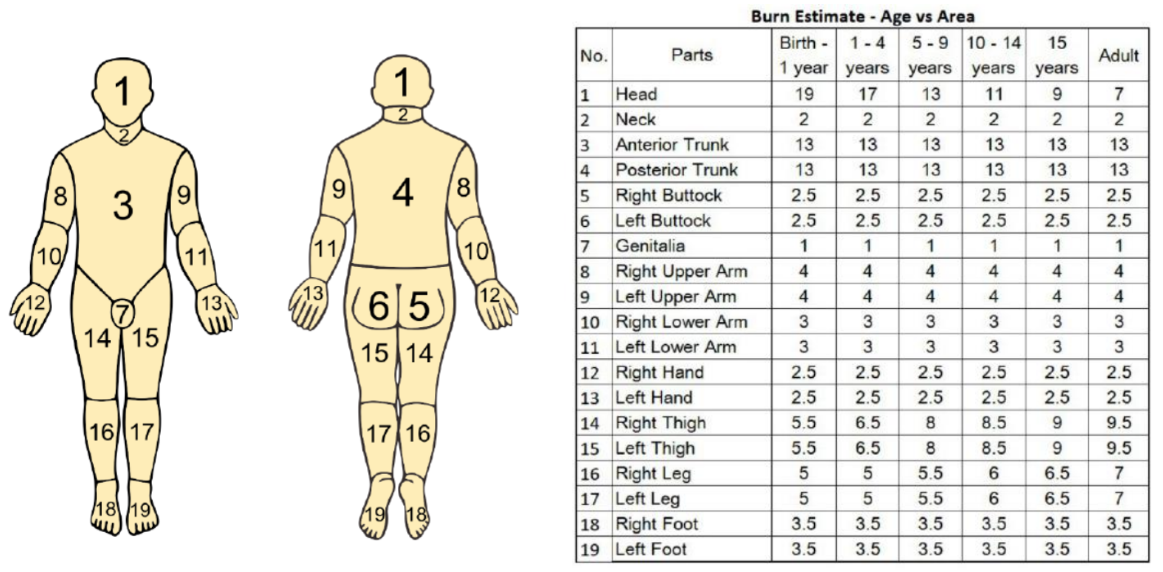 1
2
3
8
9
10
11
12
13
7
14
15
16
17
18
19
1
2
4
9
8
11
10
13
12
6
5
15
14
17
16
19
18
Burn Estimate - Age vs Area
No. Parts Birth - 1 year 1 - 4 years 5 - 9 years 10 - 14 years 15 years Adult
1 Head 19 17 13 11 9 7
2 Neck 2 2 2 2 2 2
3 Anterior Trunk 13 13 13 13 13 13
4 Posterior Trunk 13 13 13 13 13 13
5 Right Buttock 2.5 2.5 2.5 2.5 2.5 2.5
6 Left Buttock 2.5 2.5 2.5 2.5 2.5 2.5
7 Genitalia 1 1 1 1 1 1
8 Right Upper Arm 4 4 4 4 4 4
9 Left Upper Arm 4 4 4 4 4 4
10 Right Lower Arm 3 3 3 3 3 3
11 Left Lower Arm 3 3 3 3 3 3
12 Right Hand 2.5 2.5 2.5 2.5 2.5 2.5
13 Left Hand 2.5 2.5 2.5 2.5 2.5 2.5
14 Right Thigh 5.5 6.5 8 8.5 9 9.5
15 Left Thigh 5.5 6.5 8 8.5 9 9.5
16 Right Leg 5 5 5.5 6 6.5 7
17 Left Leg 5 5 5.5 6 6.5 7
18 Right Foot 3.5 3.5 3.5 3.5 3.5 3.5
19 Left Foot 3.5 3.5 3.5 3.5 3.5 3.5